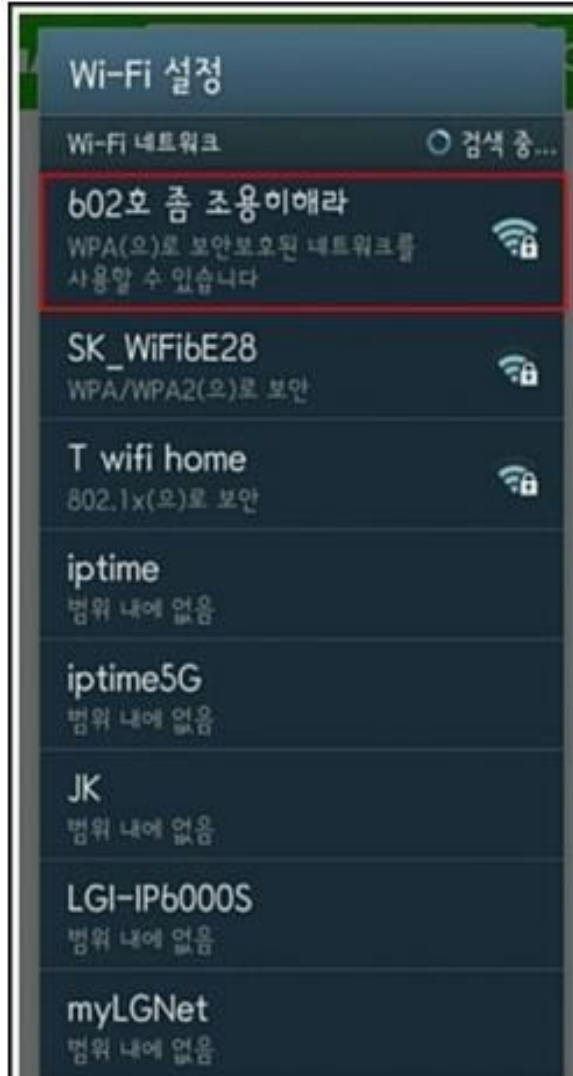 Wi-Fi 설정
Wi-Fi 네트워크 검색 중...
602호 좀 조용이해라
WPA(으)로 보안보호된 네트워크를
사용할 수 있습니다
SK_WiFi6E28
WPA/WPA2(으)로 보안
T wifi home
802.1x(으)로 보안
iptime
범위 내에 없음
iptime5G
범위 내에 없음
JK
범위 내에 없음
LGI-IP6000S
범위 내에 없음
myLGNet
범위 내에 없음